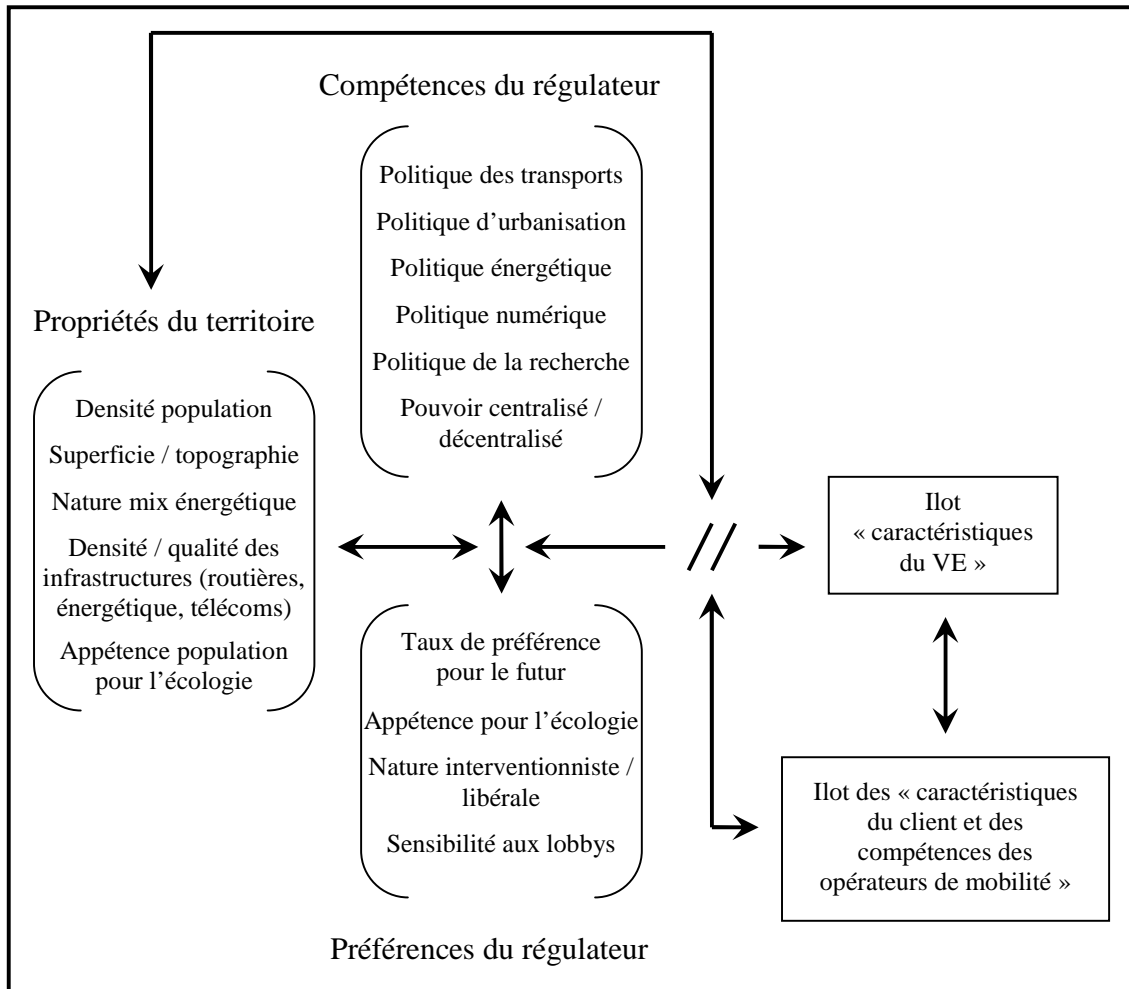 Compétences du régulateur
Politique des transports
Politique d’urbanisation
Politique énergétique
Politique numérique
Politique de la recherche
Pouvoir centralisé /
décentralisé
Propriétés du territoire
Densité population
Superficie / topographie
Nature mix énergétique
Densité / qualité des
infrastructures (routières,
énergétique, télécoms)
Appétence population
pour l’écologie
//
Ilot
« caractéristiques
du VE »
Taux de préférence
pour le futur
Appétence pour l’écologie
Nature interventionniste /
libérale
Sensibilité aux lobbys
Préférences du régulateur
Ilot des « caractéristiques
du client et des
compétences des
opérateurs de mobilité »